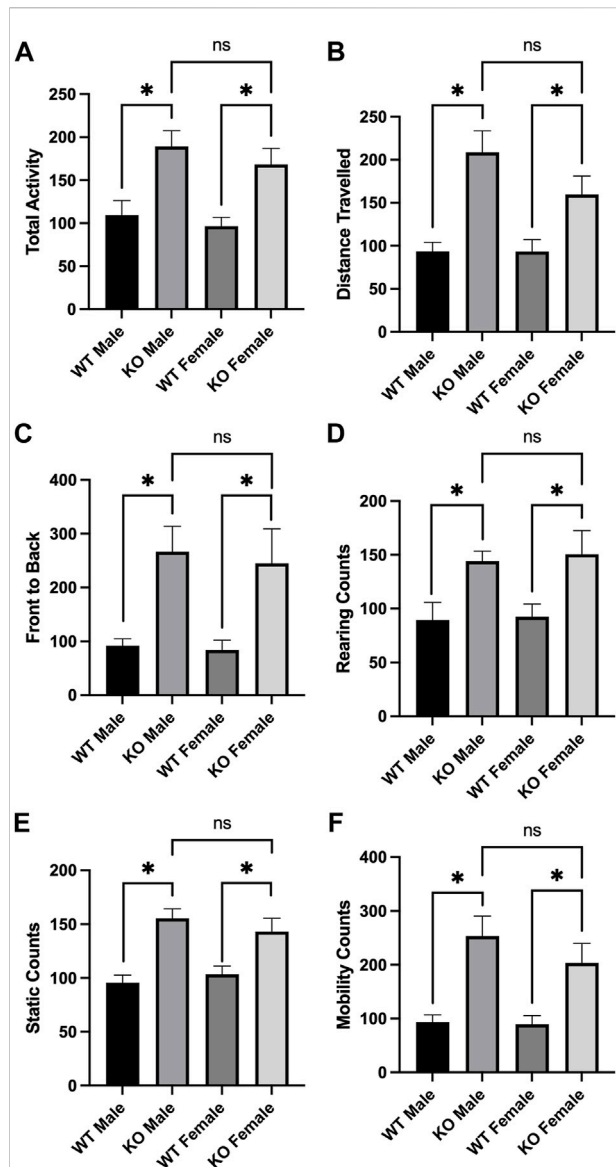 A
ns
* *
Total Activity
250
200
150
100
50
0
WT Male
KO Male
WT Female
KO Female
B
ns
* *
Distance Travelled
250
200
150
100
50
0
WT Male
KO Male
WT Female
KO Female
C
ns
* *
Front to Back
400
300
200
100
0
WT Male
KO Male
WT Female
KO Female
D
ns
* *
Rearing Counts
200
150
100
50
0
WT Male
KO Male
WT Female
KO Female
E
ns
* *
Static Counts
200
150
100
50
0
WT Male
KO Male
WT Female
KO Female
F
ns
* *
Mobility Counts
400
300
200
100
0
WT Male
KO Male
WT Female
KO Female